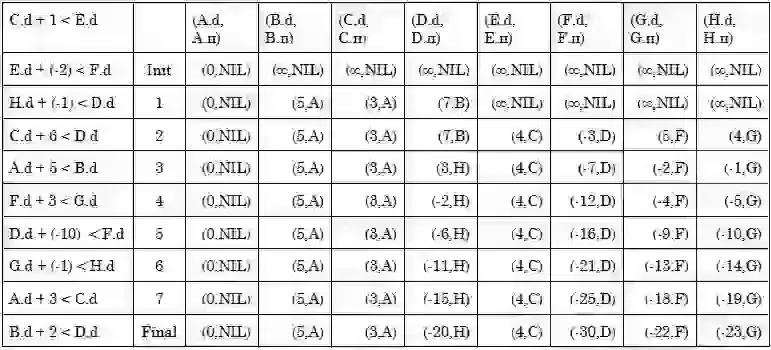 C.d + 1 < E.d (A.d, A.π) (B.d, B.π) (C.d, C.π) (D.d, D.π) (E.d, E.π) (F.d, F.π) (G.d, G.π) (H.d, H.π)
E.d + (-2) < F.d Init (0,NIL) (∞,NIL) (∞,NIL) (∞,NIL) (∞,NIL) (∞,NIL) (∞,NIL) (∞,NIL)
H.d + (-1) < D.d 1 (0,NIL) (5,A) (3,A) (7,B) (∞,NIL) (∞,NIL) (∞,NIL) (∞,NIL)
C.d + 6 < D.d 2 (0,NIL) (5,A) (3,A) (7,B) (4,C) (-3,D) (5,F) (4,G)
A.d + 5 < B.d 3 (0,NIL) (5,A) (3,A) (3,H) (4,C) (-7,D) (-2,F) (-1,G)
F.d + 3 < G.d 4 (0,NIL) (5,A) (3,A) (-2,H) (4,C) (-12,D) (-4,F) (-5,G)
D.d + (-10) < F.d 5 (0,NIL) (5,A) (3,A) (-6,H) (4,C) (-16,D) (-9,F) (-10,G)
G.d + (-1) < H.d 6 (0,NIL) (5,A) (3,A) (-11,H) (4,C) (-21,D) (-13,F) (-14,G)
A.d + 3 < C.d 7 (0,NIL) (5,A) (3,A) (-15,H) (4,C) (-25,D) (-18,F) (-19,G)
B.d + 2 < D.d Final (0,NIL) (5,A) (3,A) (-20,H) (4,C) (-30,D) (-22,F) (-23,G)